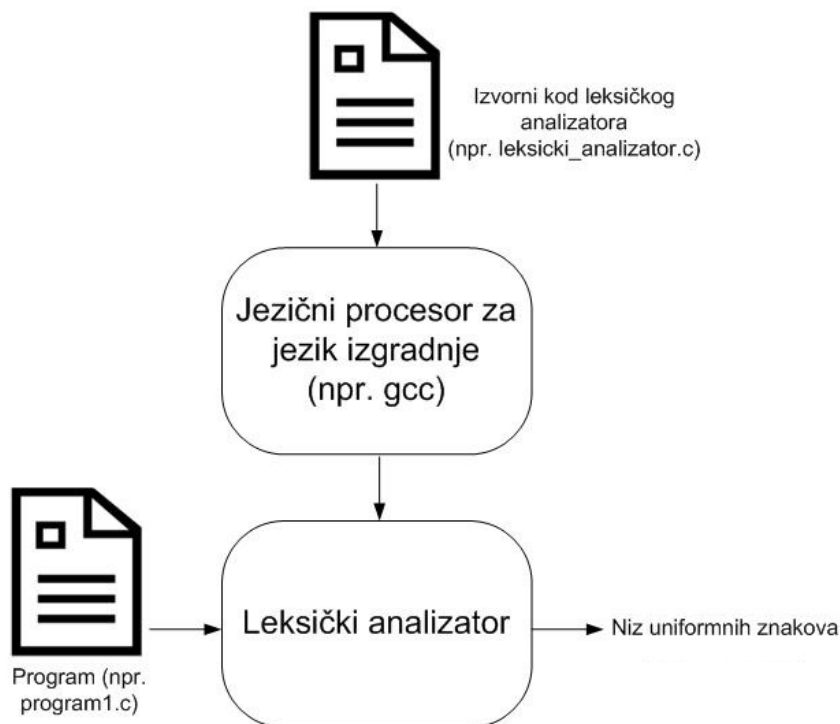 Izvorni kod leksičkog
analizatora
(npr. leksicki_analizator.c)
Jezični procesor za
jezik izgradnje
(npr. gcc)
Leksički analizator
Niz uniformnih znakova
Program (npr.
program1.c)